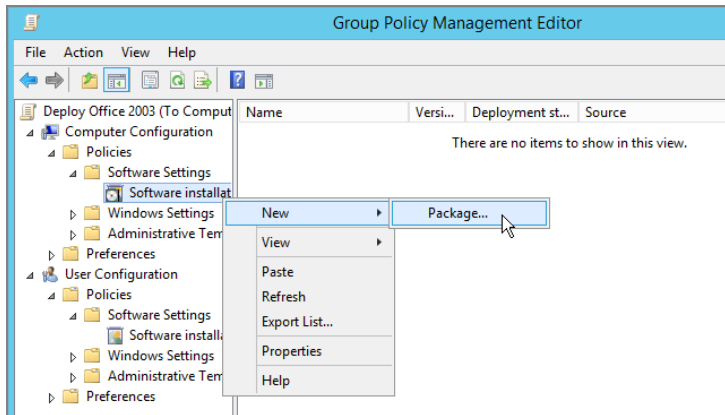 Group Policy Management Editor
File Action View Help
Deploy Office 2003 (To Comput
Name Versi... Deployment st... Source
Computer Configuration
There are no items to show in this view.
Policies
Software Settings
Software installat
Windows Settings
Administrative Tem
Preferences
User Configuration
Policies
Software Settings
Software installa
Windows Settings
Administrative Tem
Preferences
New
Package...
View
Paste
Refresh
Export List...
Properties
Help